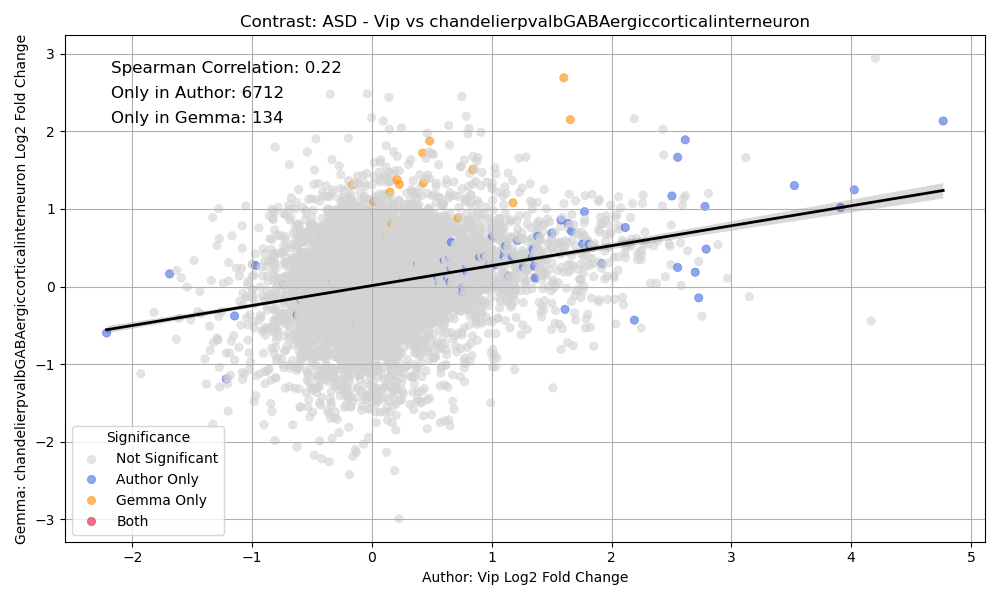 Contrast: ASD - Vip vs chandelierpvalbGABAergiccorticalinterneuron
Gemma: chandelierpvalbGABAergiccorticalinterneuron Log2 Fold Change
Spearman Correlation: 0.22
Only in Author: 6712
Only in Gemma: 134
3
2
1
0
−1
−2
−3
Significance
Not Significant
Author Only
Gemma Only
Both
−2
−1
0
1
2
3
4
5
Author: Vip Log2 Fold Change